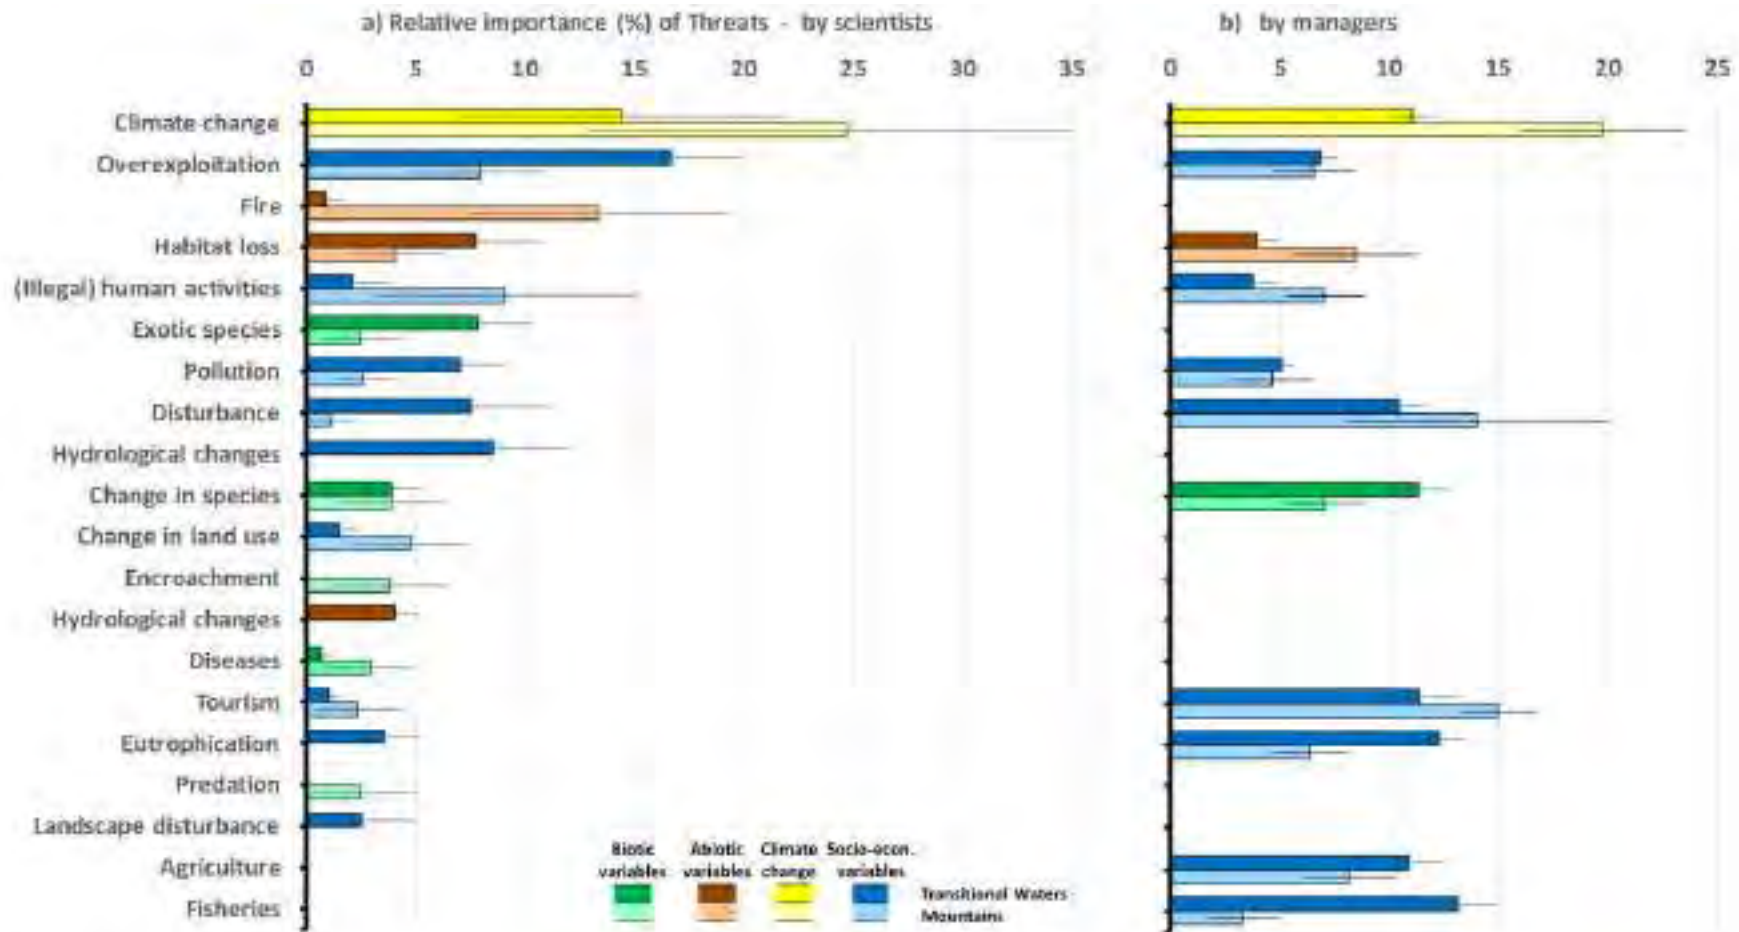 a) Relative importance (%) of Threats - by scientists
b) by managers
0 5 10 15 20 25 30 35
0 5 10 15 20 25
Climate change
Overexploitation
Fire
Habitat loss
(Illegal) human activities
Exotic species
Pollution
Disturbance
Hydrological changes
Change in species
Change in land use
Encroachment
Hydrological changes
Diseases
Tourism
Eutrophication
Predation
Landscape disturbance
Agriculture
Fisheries
Biotic variables
Abiotic variables
Climate change
Socio-econ. variables
Transitional Waters
Mountains